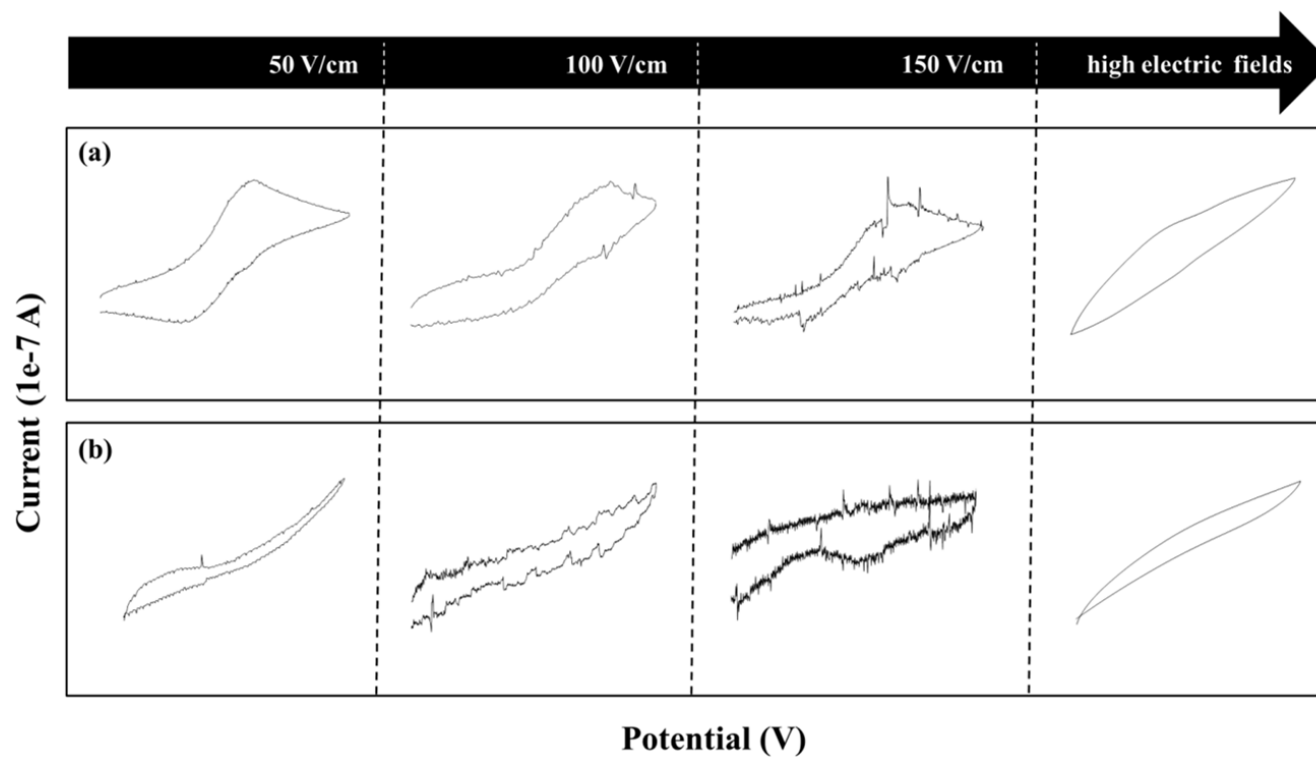 50 V/cm
100 V/cm
150 V/cm
high electric fields
(a)
(b)
Current (1e-7 A)
Potential (V)